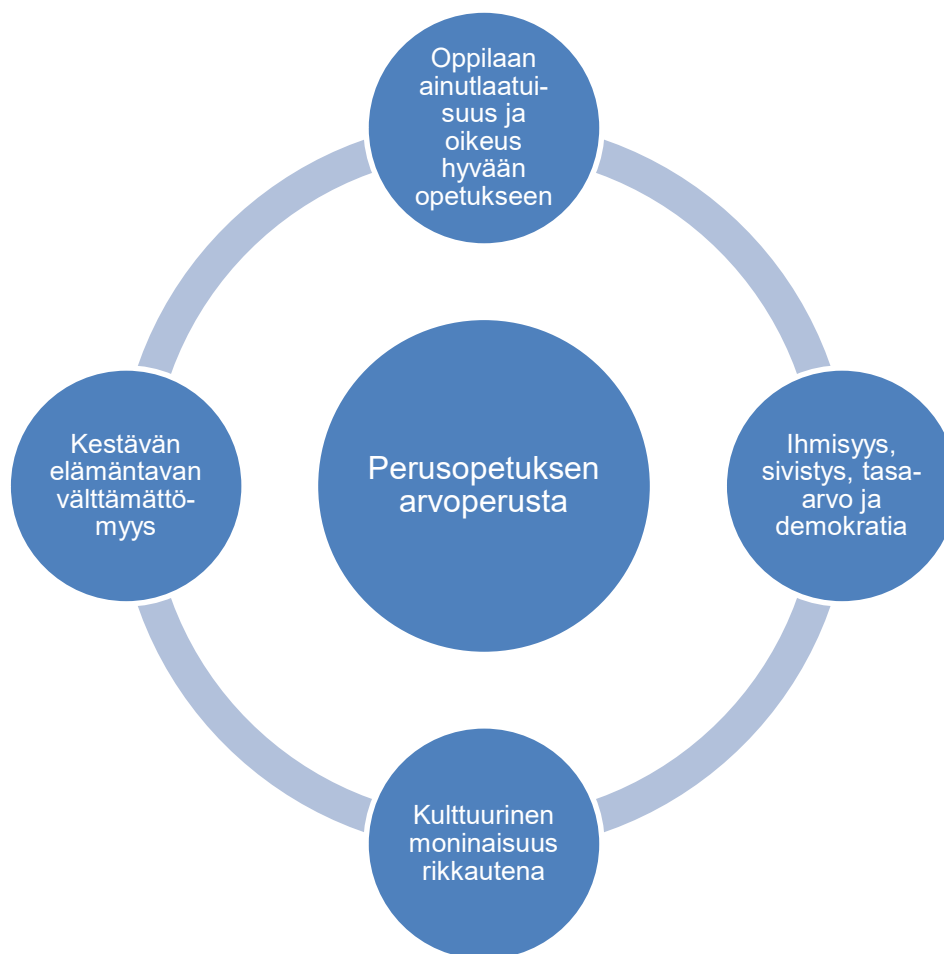 Oppilaan
ainutlaatui-
suus ja
oikeus
hyvään
opetukseen
Perusopetuksen
arvoperusta
Ihmisyys,
sivistys, tasa-
arvo ja
demokratia
Kulttuurinen
moninaisuus
rikkautena
Kestävän
elämäntavan
välttämättö-
myys